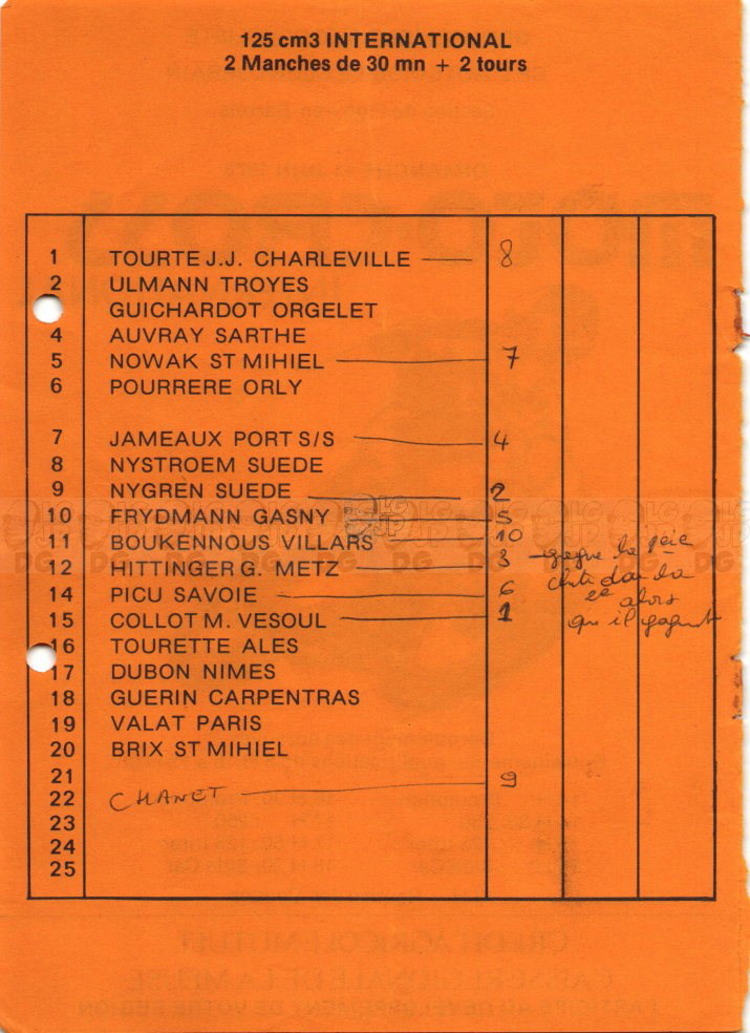 125 cm3 INTERNATIONAL
2 Manches de 30 mn + 2 tours
1 TOURTE J.J. CHARLEVILLE — 8
2 ULMANN TROYES
GUICHARDOT ORGELET
4 AUVRAY SARTHE
5 NOWAK ST MIHIEL — 7
6 POURRERE ORLY
7 JAMEAUX PORT S/S — 4
8 NYSTROEM SUEDE
9 NYGREN SUEDE — 2
10 FRYDMANN GASNY — 5
11 BOUKENNOUS VILLARS 10
12 HITTINGER G. METZ — 3 gagne la 1ère
14 PICU SAVOIE — 6 chute dans la
15 COLLOT M. VESOUL — 1 2e alors
qu'il gagnait
16 TOURETTE ALES
17 DUBON NIMES
18 GUERIN CARPENTRAS
19 VALAT PARIS
20 BRIX ST MIHIEL
21
22 CHANET — 9
23
24
25